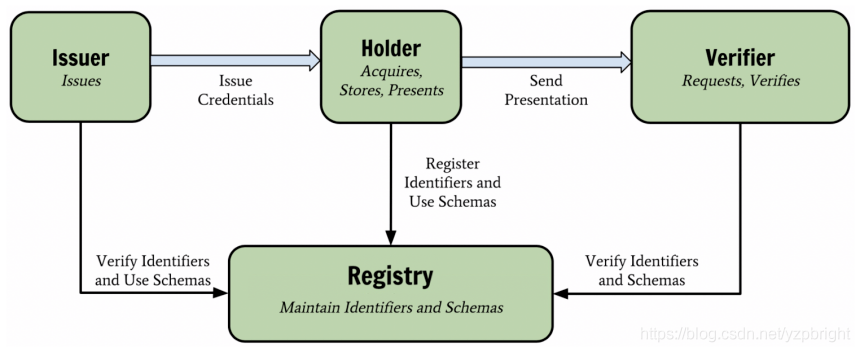 Issuer
Issues
Issue
Credentials
Holder
Acquires,
Stores, Presents
Send
Presentation
Verifier
Requests, Verifies
Register
Identifiers and
Use Schemas
Verify Identifiers
and Use Schemas
Verify Identifiers
and Schemas
Registry
Maintain Identifiers and Schemas
https://blog.csdn.net/yzpbright